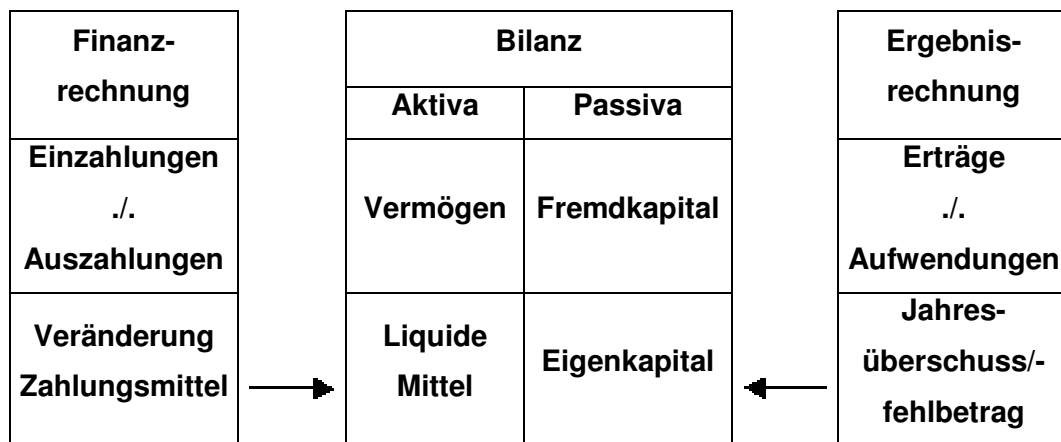 Finanz-
rechnung
Einzahlungen
./.
Auszahlungen
Veränderung
Zahlungsmittel
Bilanz
Aktiva
Passiva
Vermögen
Fremdkapital
Liquide
Mittel
Eigenkapital
Ergebnis-
rechnung
Erträge
./.
Aufwendungen
Jahres-
überschuss/-
fehlbetrag